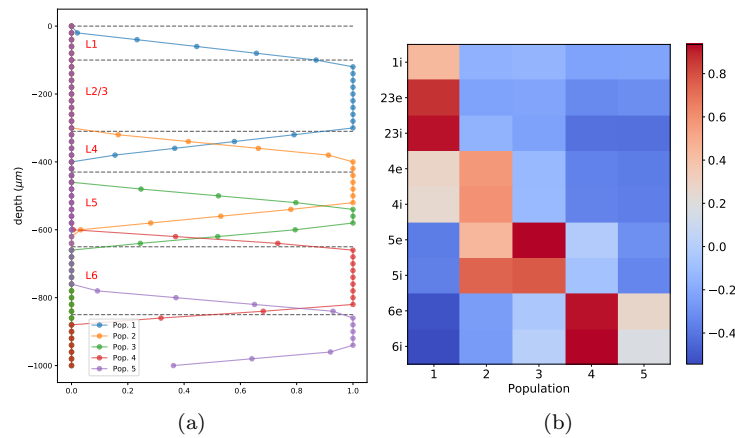 0
−200
−400
−600
−800
−1000
depth (μm)
L1
L2/3
L4
L5
L6
Pop. 1
Pop. 2
Pop. 3
Pop. 4
Pop. 5
0.0
0.2
0.4
0.6
0.8
1.0
(a)
1i
23e
23i
4e
4i
5e
5i
6e
6i
1
2
3
4
5
Population
0.8
0.6
0.4
0.2
0.0
−0.2
−0.4
(b)